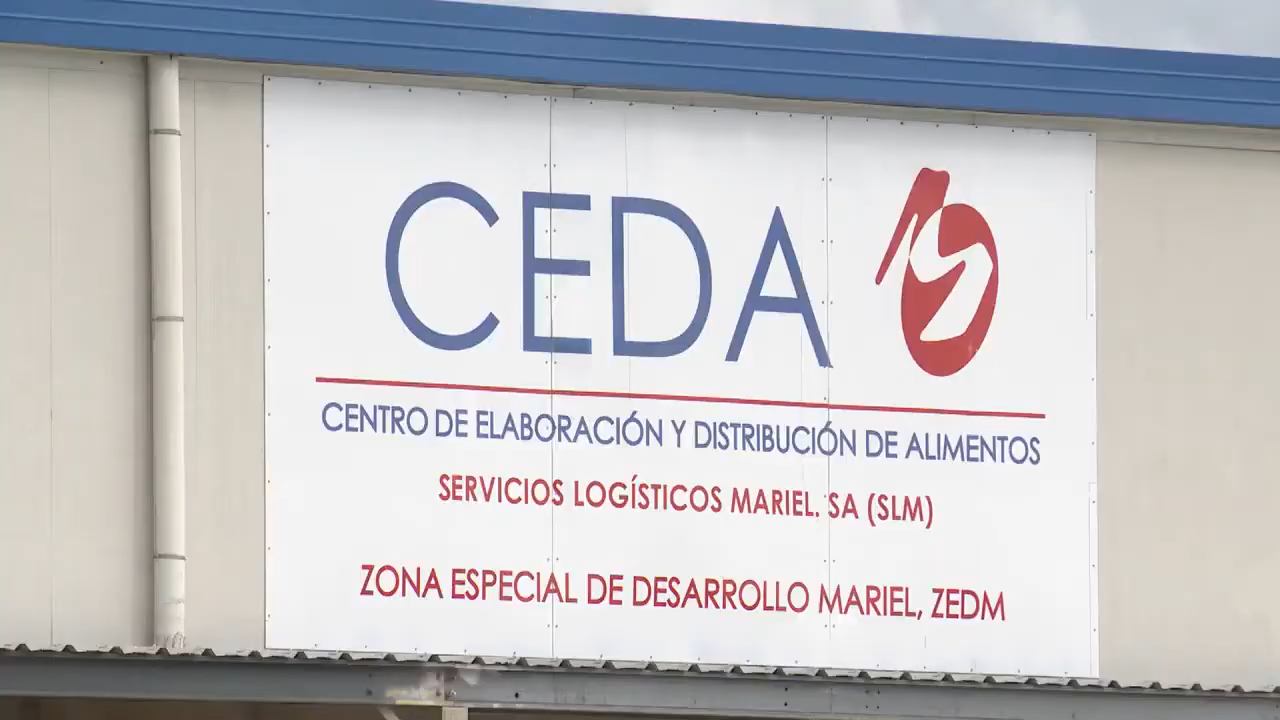 CEDA
CENTRO DE ELABORACIÓN Y DISTRIBUCIÓN DE ALIMENTOS
SERVICIOS LOGÍSTICOS MARIEL. SA (SLM)
ZONA ESPECIAL DE DESARROLLO MARIEL, ZEDM